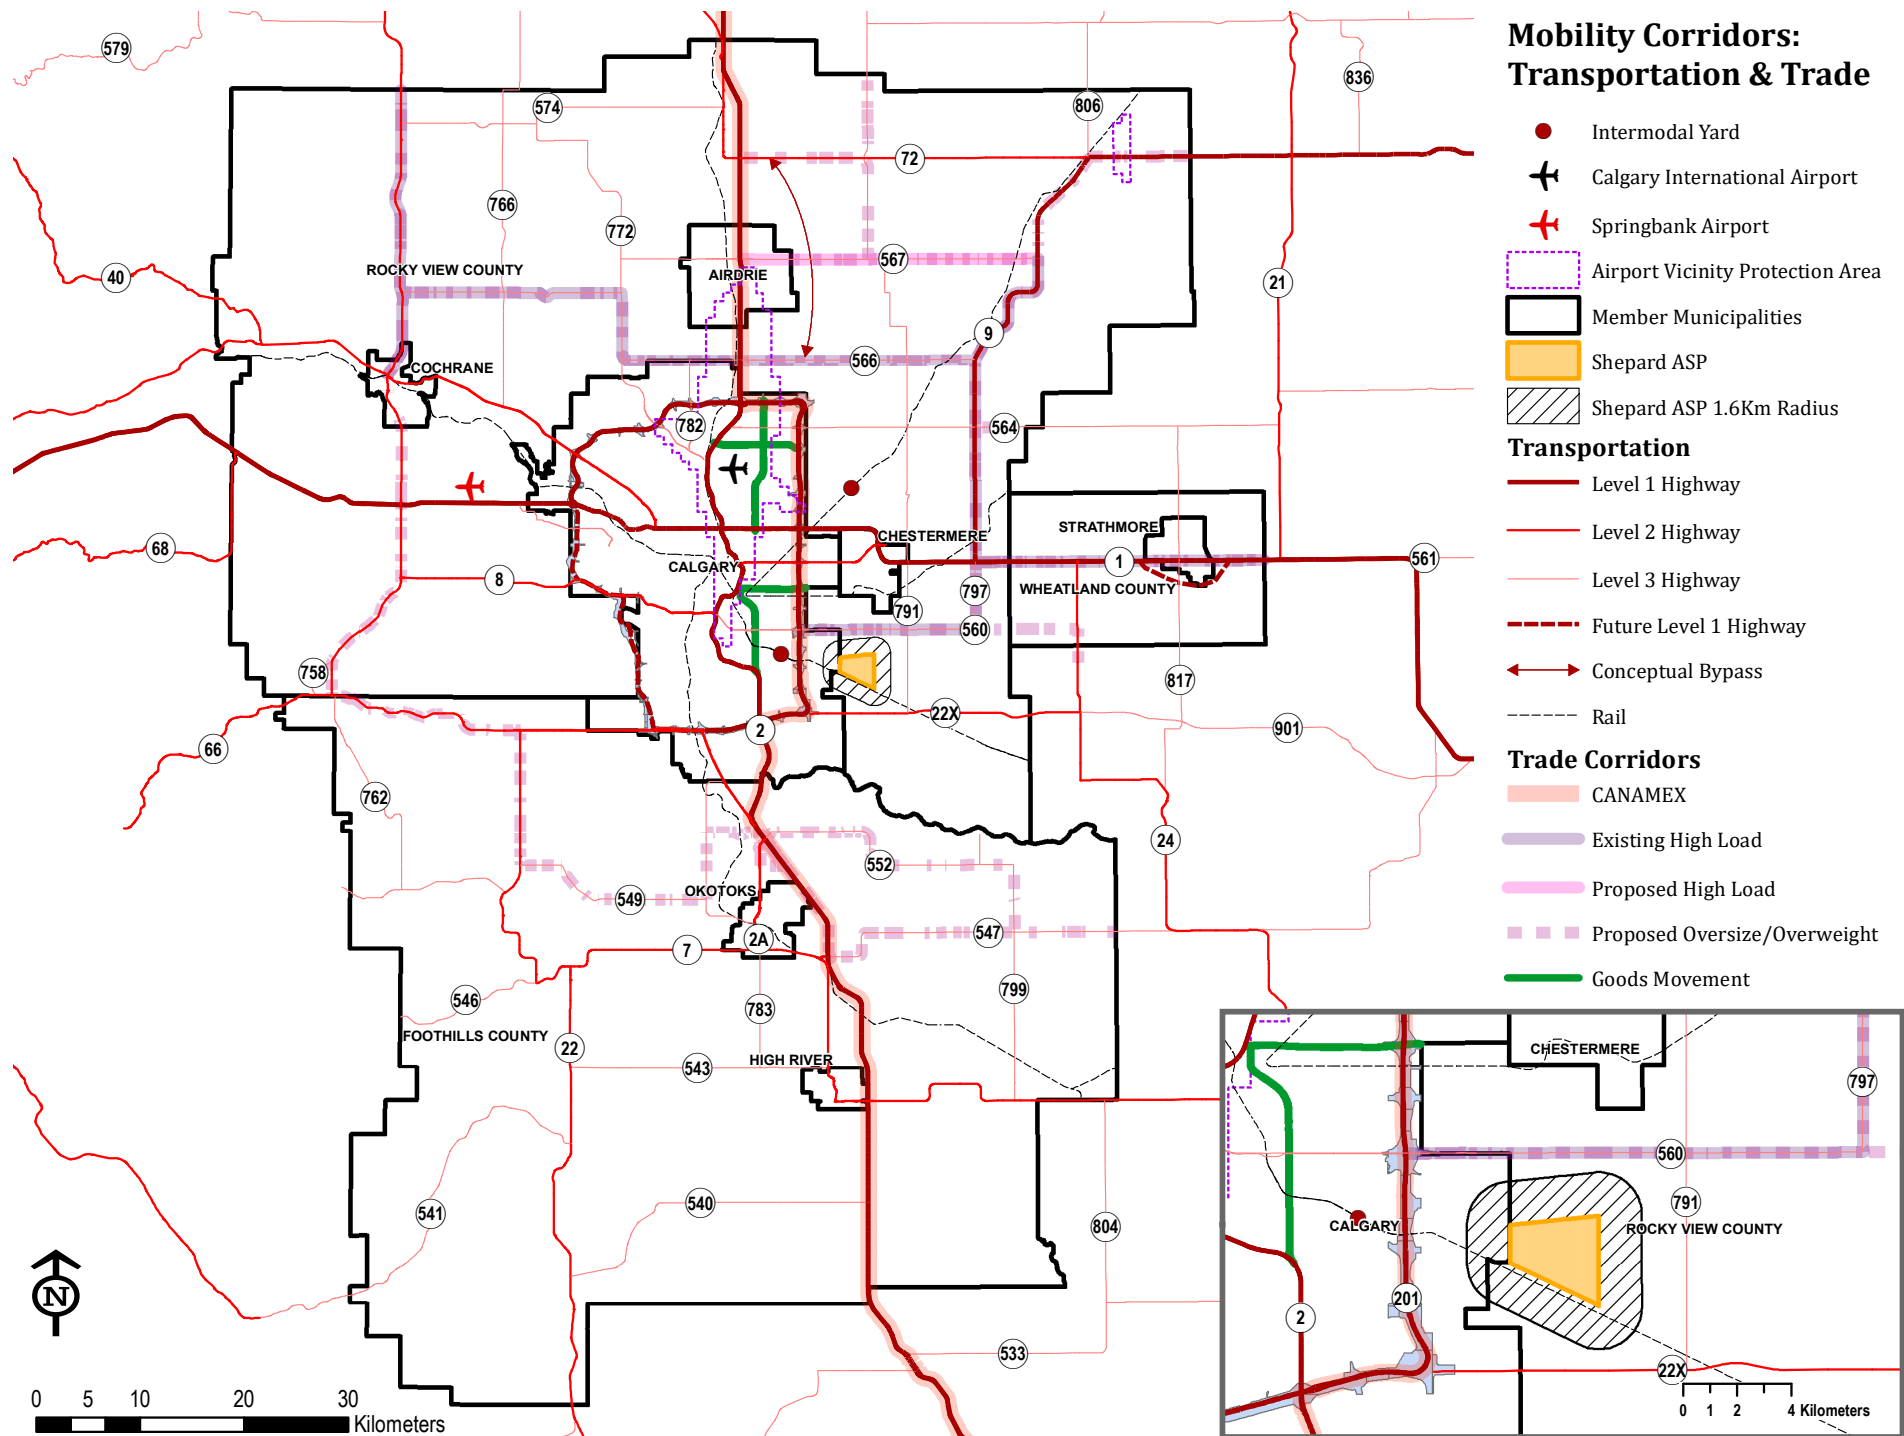 Mobility Corridors:
Transportation & Trade
Intermodal Yard
Calgary International Airport
Springbank Airport
Airport Vicinity Protection Area
Member Municipalities
Shepard ASP
Shepard ASP 1.6Km Radius
Transportation
Level 1 Highway
Level 2 Highway
Level 3 Highway
Future Level 1 Highway
Conceptual Bypass
Rail
Trade Corridors
CANAMEX
Existing High Load
Proposed High Load
Proposed Oversize/Overweight
Goods Movement
579
574
806
836
72
766
772
567
40
ROCKY VIEW COUNTY
AIRDRIE
21
9
566
COCHRANE
782
564
CHESTERMERE
STRATHMORE
68
8
CALGARY
1
561
WHEATLAND COUNTY
797
791
560
758
817
22X
901
66
2
762
24
552
OKOTOKS
549
2A
547
7
546
783
799
FOOTHILLS COUNTY
22
543
HIGH RIVER
541
540
804
533
N
0 5 10 20 30
Kilometers
CHESTERMERE
797
560
791
CALGARY
ROCKY VIEW COUNTY
201
2
22X
0 1 2 4 Kilometers